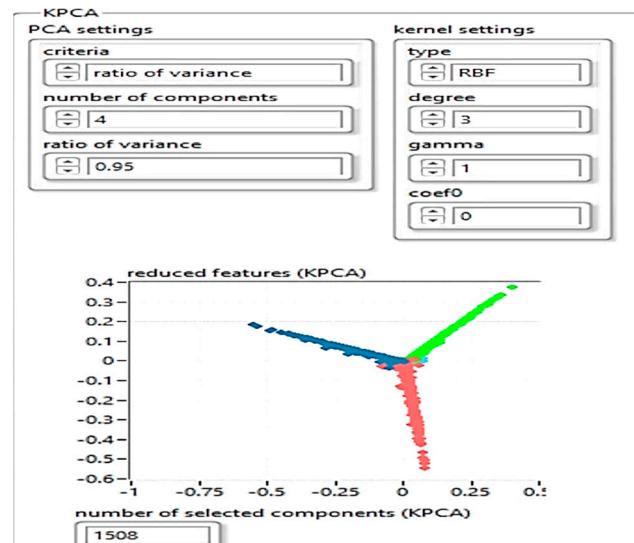 KPCA
PCA settings
criteria
ratio of variance
number of components
4
ratio of variance
0.95
kernel settings
type
RBF
degree
3
gamma
1
coef0
0
reduced features (KPCA)
0.4
0.3
0.2
0.1
0
-0.1
-0.2
-0.3
-0.4
-0.5
-0.6
-1 -0.75 -0.5 -0.25 0 0.25
number of selected components (KPCA)
1508